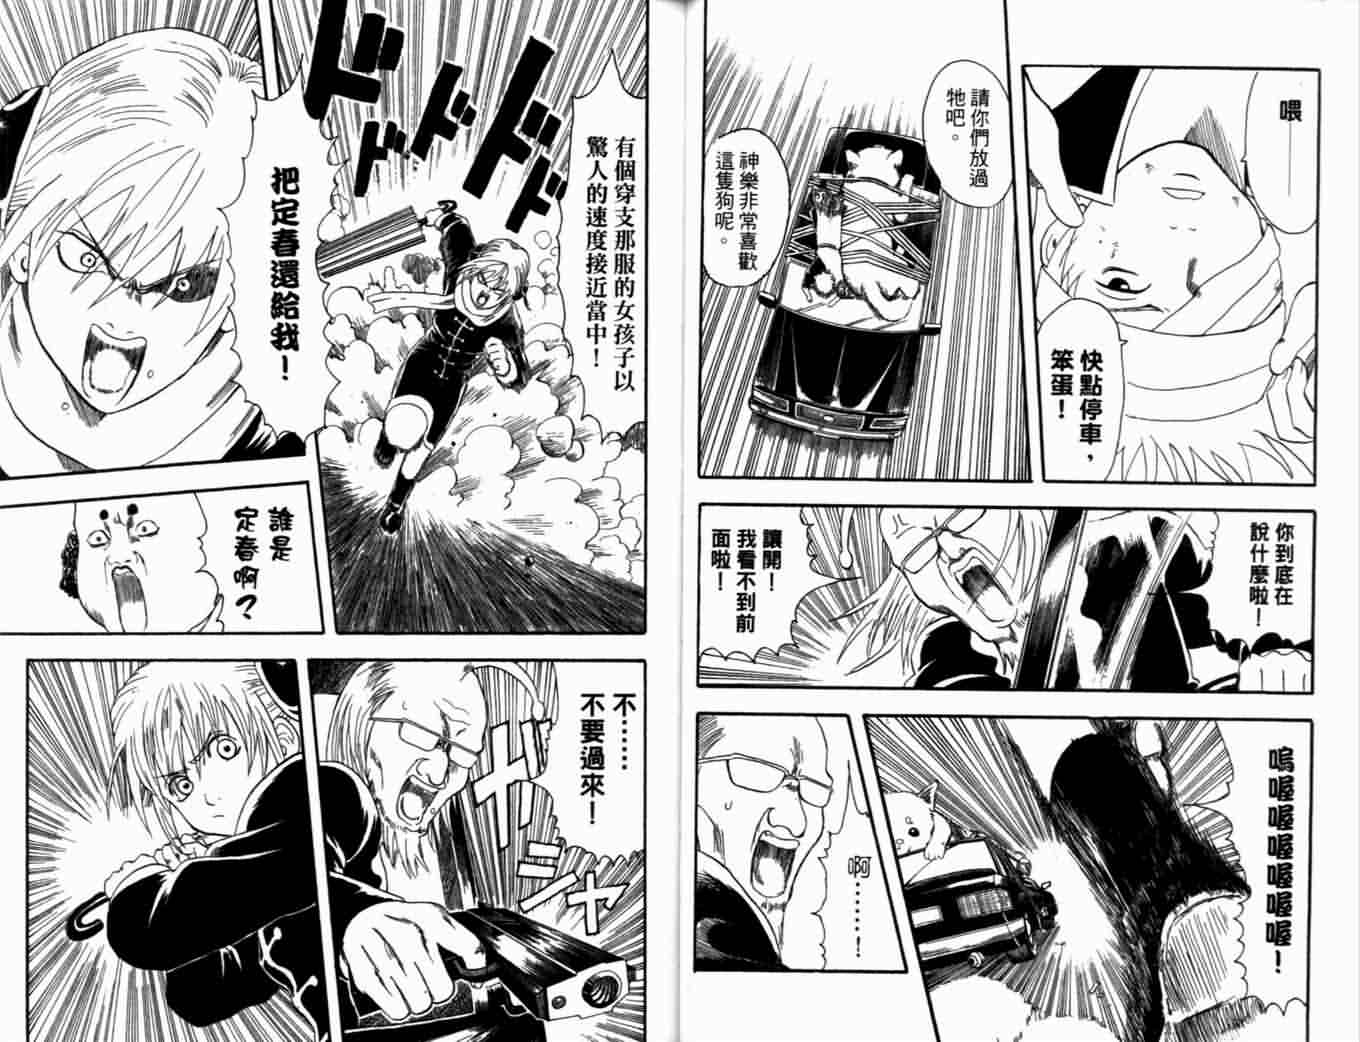 喂
快點停車，
笨蛋！
請你們放過
牠吧。
神樂非常喜歡
這隻狗呢。
你到底在
說什麼啦！
讓開！
我看不到前
面啦！
嗚喔喔喔喔喔喔！
啊……！
有個穿支那服的女孩子以
驚人的速度接近當中！
ドドドドド
把定春還給我！
誰是
定春啊？
不……
不要過來！
ガシャ